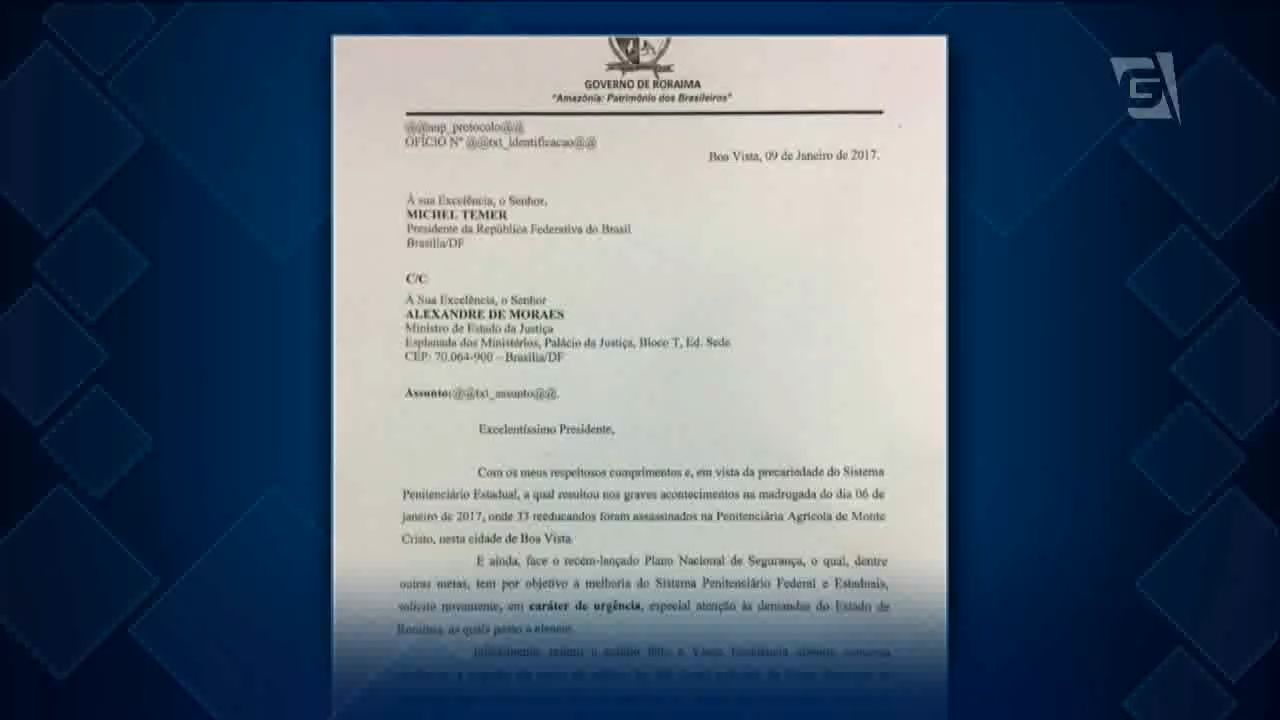 GOVERNO DE RORAIMA
"Amazônia: Patrimônio dos Brasileiros"
@@nup_protocolo@@
OFÍCIO Nº @@txt_identificacao@@
Boa Vista, 09 de Janeiro de 2017.
À sua Excelência, o Senhor,
MICHEL TEMER
Presidente da República Federativa do Brasil
Brasília/DF
C/C
À Sua Excelência, o Senhor
ALEXANDRE DE MORAES
Ministro de Estado da Justiça
Esplanada dos Ministérios, Palácio da Justiça, Bloco T, Ed. Sede
CEP: 70.064-900 – Brasília/DF
Assunto:@@txt_assunto@@.
Excelentíssimo Presidente,
Com os meus respeitosos cumprimentos e, em vista da precariedade do Sistema
Penitenciário Estadual, a qual resultou nos graves acontecimentos na madrugada do dia 06 de
janeiro de 2017, onde 33 reeducandos foram assassinados na Penitenciária Agrícola de Monte
Cristo, nesta cidade de Boa Vista.
E ainda, face o recém-lançado Plano Nacional de Segurança, o qual, dentre
outras metas, tem por objetivo a melhoria do Sistema Penitenciário Federal e Estaduais,
solicito novamente, em caráter de urgência, especial atenção às demandas do Estado de
Roraima, as quais passo a elencar.